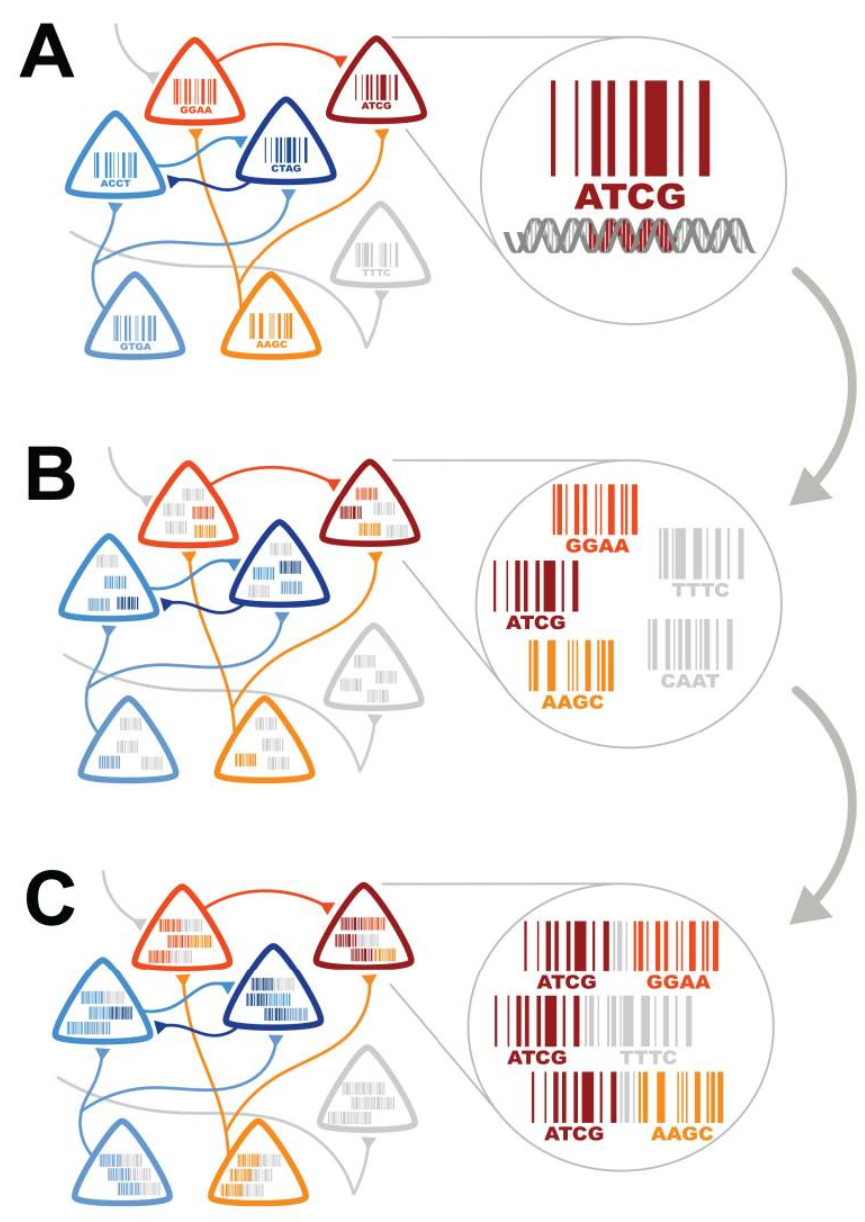 A
GGAA
ATCG
ACCT
CTAG
TTTC
GTGA
AAGC
ATCG
B
GGAA
TTTC
ATCG
CAAT
AAGC
C
ATCG GGAA
ATCG TTTC
ATCG AAGC